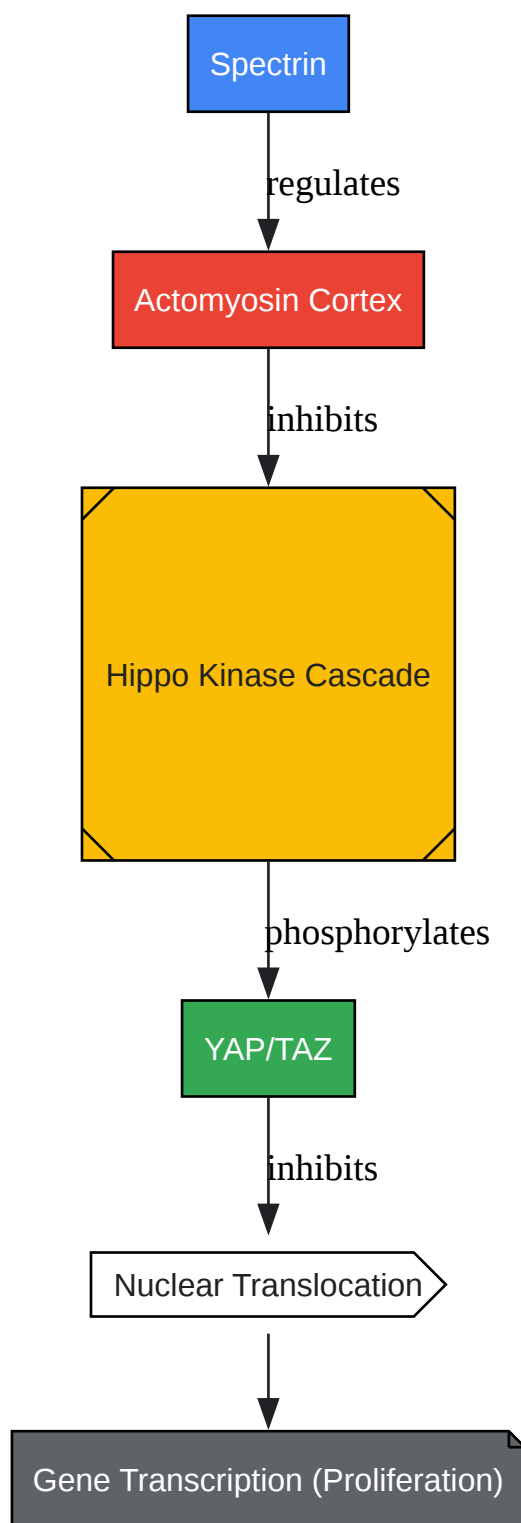 Spectrin
regulates
Actomyosin Cortex
inhibits
Hippo Kinase Cascade
phosphorylates
YAP/TAZ
inhibits
Nuclear Translocation
Gene Transcription (Proliferation)